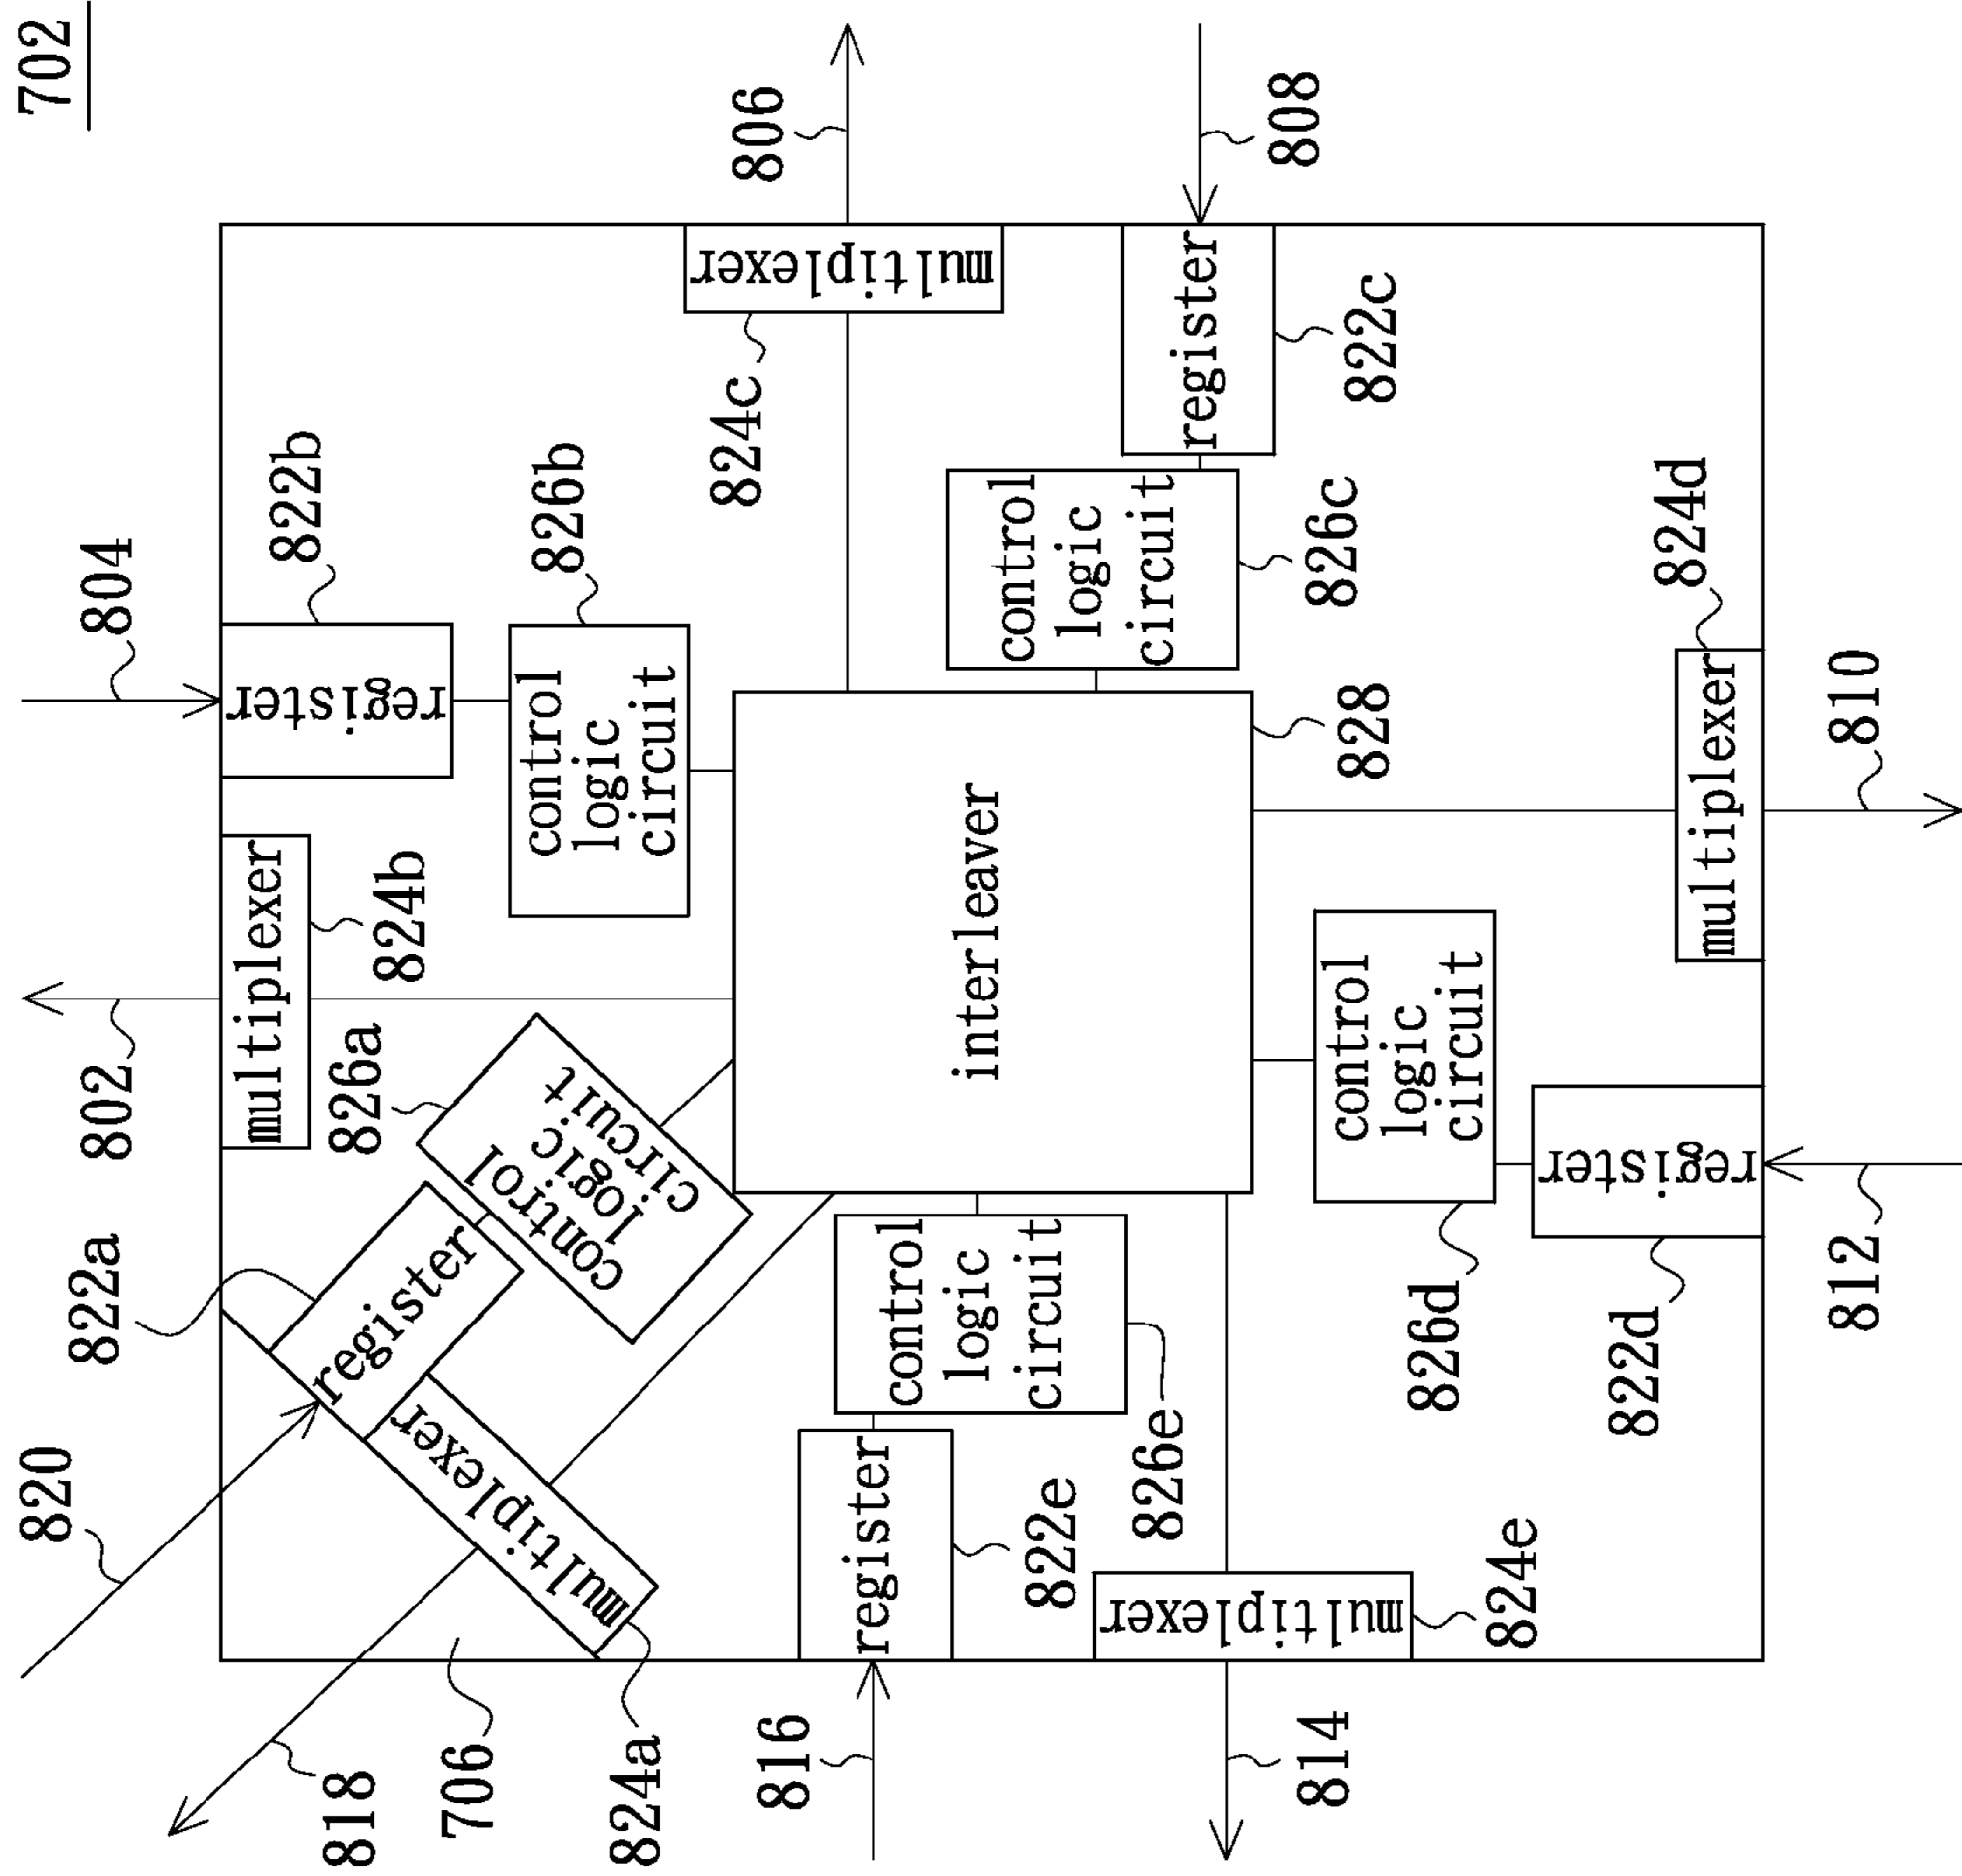 702
804
802
820
822a
826a
824b
822b
826b
824c
806
808
822c
826c
824d
828
810
812
822d
826d
826e
822e
824e
814
816
824a
706
818
register
multiplexer
control
logic
circuit
multiplexer
register
control
logic
circuit
multiplexer
register
control
logic
circuit
interleaver
multiplexer
control
logic
circuit
register
control
logic
circuit
register
multiplexer